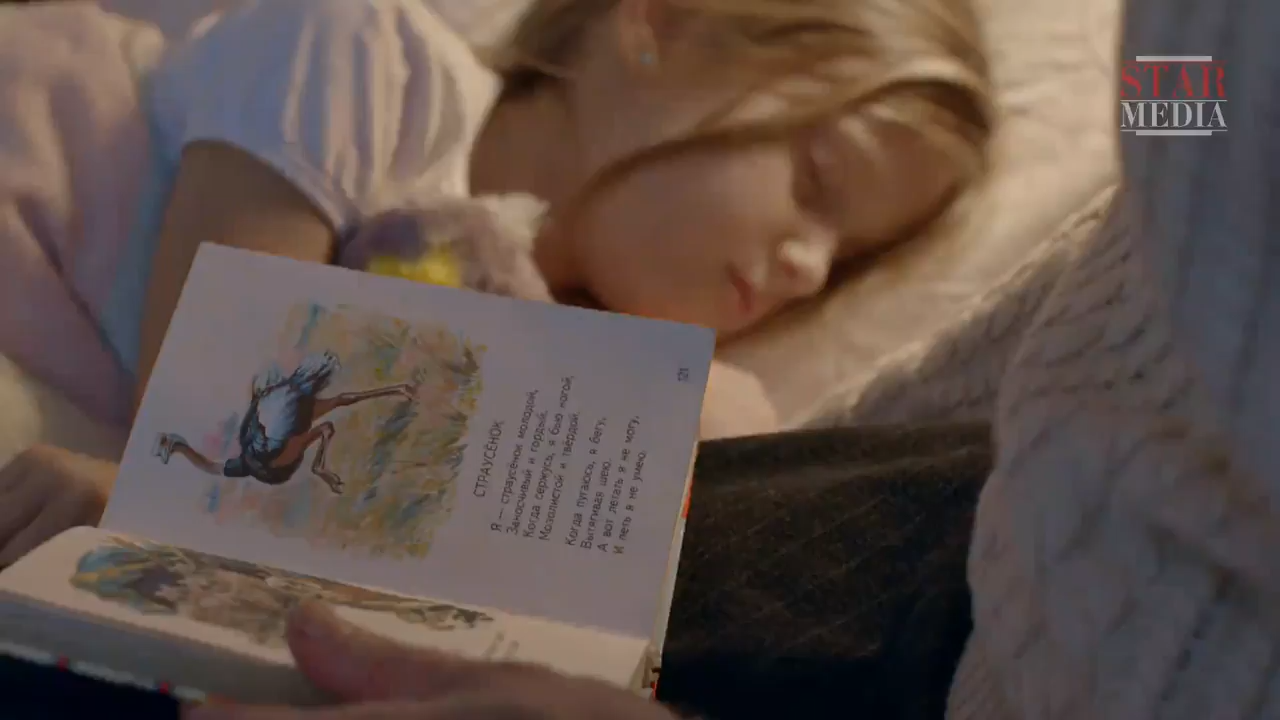 STAR
MEDIA
121
СТРАУСЁНОК
Я — страусёнок молодой,
Заносчивый и гордый.
Когда сержусь, я бью ногой,
Мозолистой и твёрдой.
Когда пугаюсь, я бегу,
Вытягивая шею.
А вот летать я не могу,
И петь я не умею.